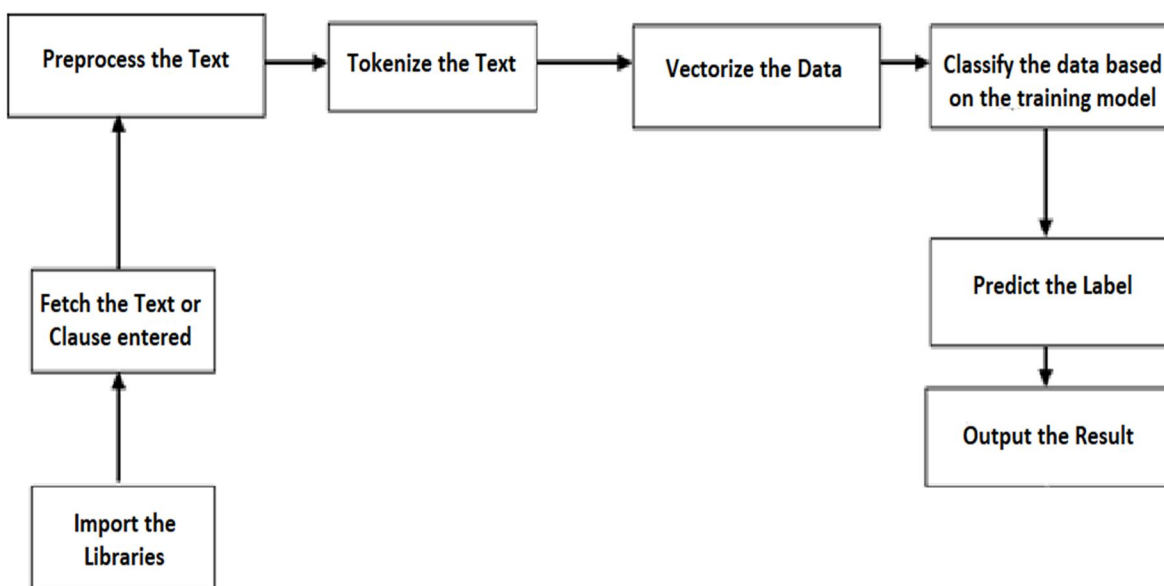 Preprocess the Text
Tokenize the Text
Vectorize the Data
Classify the data based
on the training model
Fetch the Text or
Clause entered
Predict the Label
Output the Result
Import the
Libraries